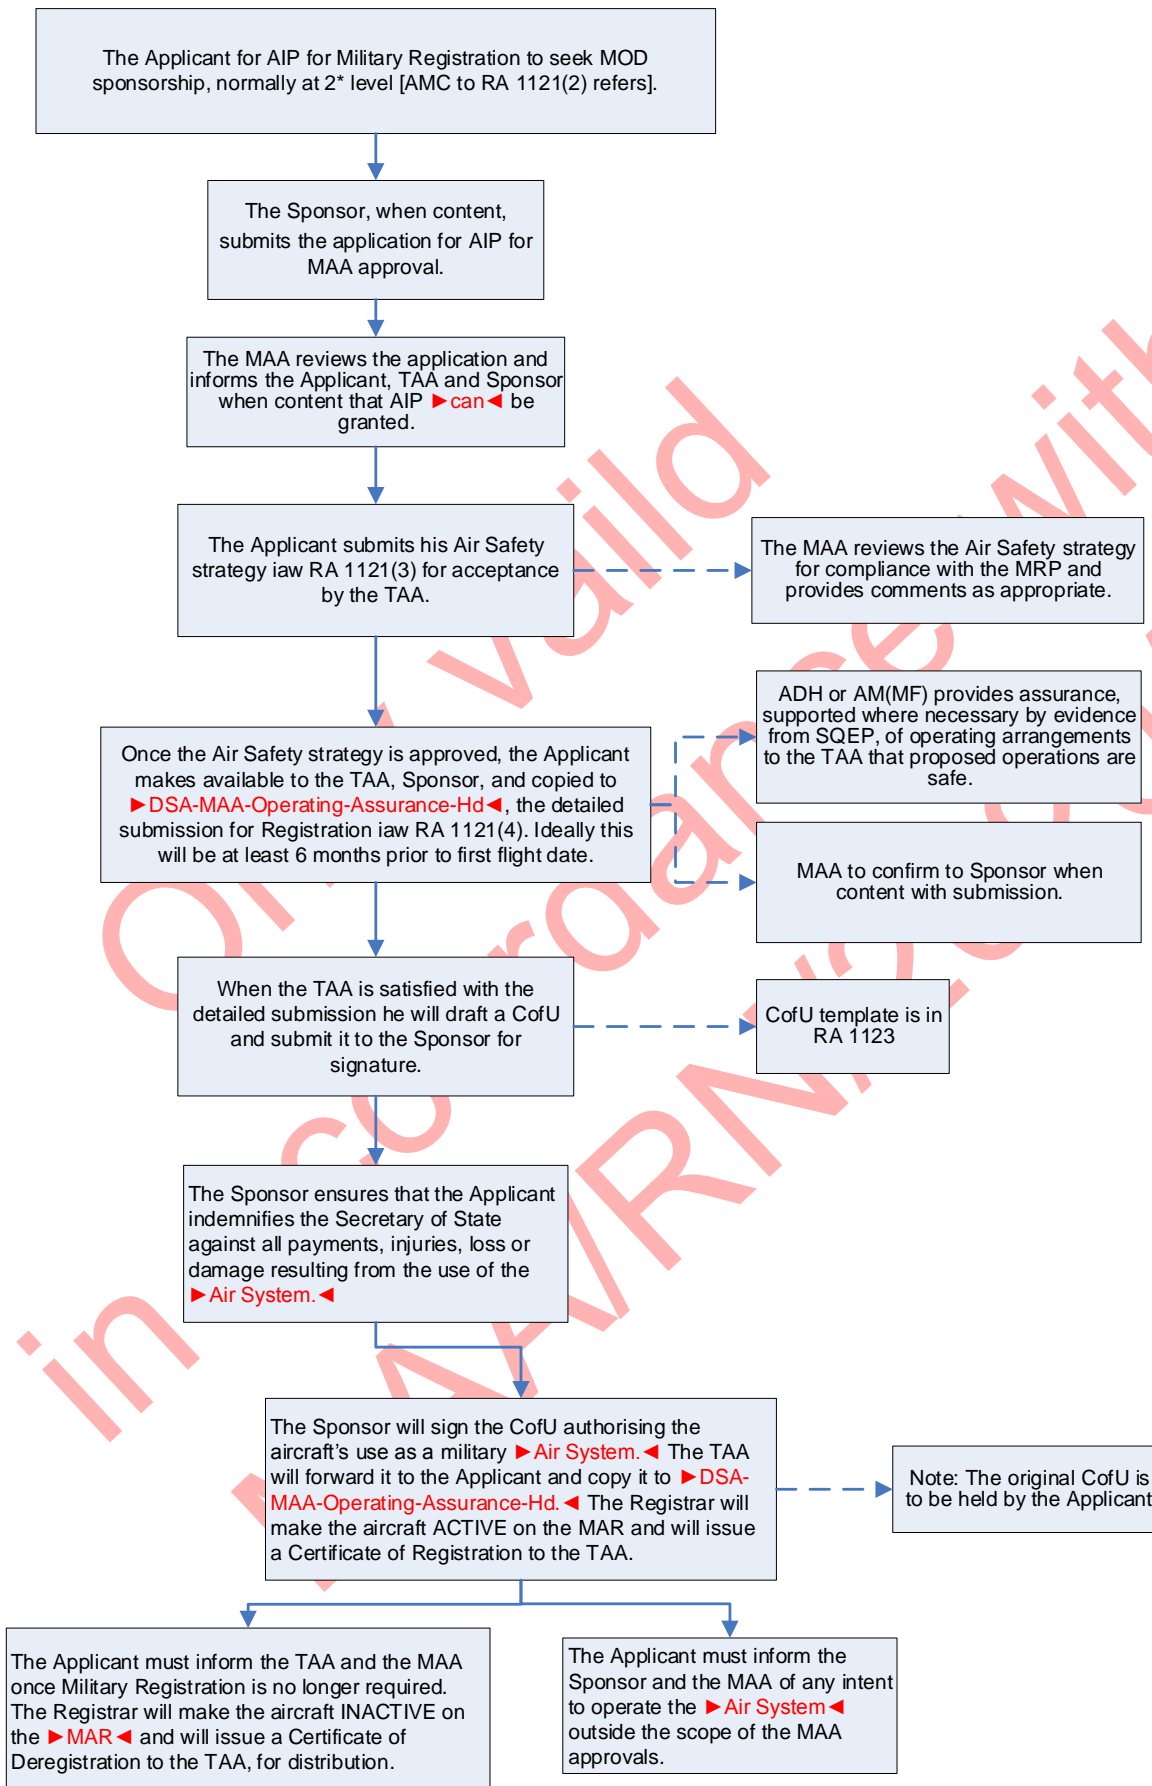 The Applicant for AIP for Military Registration to seek MOD
sponsorship, normally at 2* level [AMC to RA 1121(2) refers].
The Sponsor, when content,
submits the application for AIP for
MAA approval.
The MAA reviews the application and
informs the Applicant, TAA and Sponsor
when content that AIP ►can◄ be
granted.
The Applicant submits his Air Safety
strategy iaw RA 1121(3) for acceptance
by the TAA.
The MAA reviews the Air Safety strategy
for compliance with the MRP and
provides comments as appropriate.
Once the Air Safety strategy is approved, the Applicant
makes available to the TAA, Sponsor, and copied to
►DSA-MAA-Operating-Assurance-Hd◄, the detailed
submission for Registration iaw RA 1121(4). Ideally this
will be at least 6 months prior to first flight date.
ADH or AM(MF) provides assurance,
supported where necessary by evidence
from SQEP, of operating arrangements
to the TAA that proposed operations are
safe.
MAA to confirm to Sponsor when
content with submission.
When the TAA is satisfied with the
detailed submission he will draft a CofU
and submit it to the Sponsor for
signature.
CofU template is in
RA 1123
The Sponsor ensures that the Applicant
indemnifies the Secretary of State
against all payments, injuries, loss or
damage resulting from the use of the
►Air System.◄
The Sponsor will sign the CofU authorising the
aircraft’s use as a military ►Air System.◄ The TAA
will forward it to the Applicant and copy it to ►DSA-
MAA-Operating-Assurance-Hd.◄ The Registrar will
make the aircraft ACTIVE on the MAR and will issue
a Certificate of Registration to the TAA.
Note: The original CofU is
to be held by the Applicant
The Applicant must inform the TAA and the MAA
once Military Registration is no longer required.
The Registrar will make the aircraft INACTIVE on
the ►MAR◄ and will issue a Certificate of
Deregistration to the TAA, for distribution.
The Applicant must inform the
Sponsor and the MAA of any intent
to operate the ►Air System◄
outside the scope of the MAA
approvals.
vaild
in
with